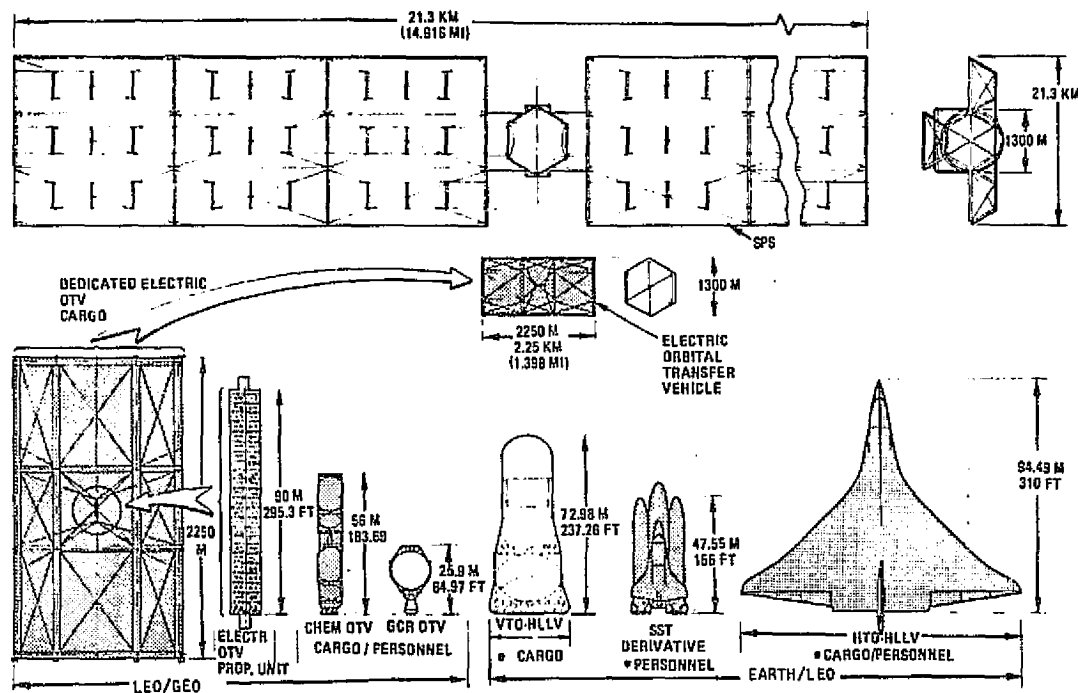 21.3 KM
(14.916 MI)
21.3 KM
1300 M
SPS
DEDICATED ELECTRIC
OTV
CARGO
1300 M
2250 M
2.25 KM
(1.398 MI)
ELECTRIC
ORBITAL
TRANSFER
VEHICLE
2250
M
90 M
295.3 FT
56 M
183.69
25.9 M
84.97 FT
72.98 M
237.26 FT
47.55 M
156 FT
94.49 M
310 FT
ELECTR
OTV
PROP. UNIT
CHEM OTV
GCR OTV
CARGO / PERSONNEL
VTO-HLLV
• CARGO
SST
DERIVATIVE
• PERSONNEL
HTO-HLLV
• CARGO/PERSONNEL
LEO/GEO
EARTH/LEO